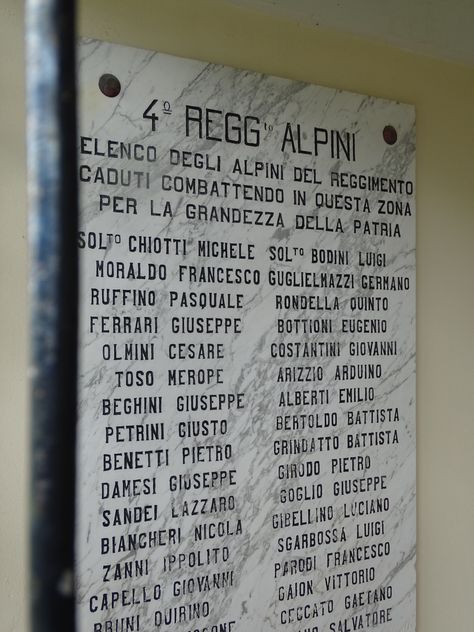 4º REGGto ALPINI
ELENCO DEGLI ALPINI DEL REGGIMENTO
CADUTI COMBATTENDO IN QUESTA ZONA
PER LA GRANDEZZA DELLA PATRIA
SOLTO CHIOTTI MICHELE SOLTO BODINI LUIGI
MORALDO FRANCESCO GUGLIELMAZZI GERMANO
RUFFINO PASQUALE RONDELLA QUINTO
FERRARI GIUSEPPE BOTTIONI EUGENIO
OLMINI CESARE COSTANTINI GIOVANNI
TOSO MEROPE ARIZZIO ARDUINO
BEGHINI GIUSEPPE ALBERTI EMILIO
PETRINI GIUSTO BERTOLDO BATTISTA
BENETTI PIETRO GRINDATTO BATTISTA
DAMESI GIUSEPPE GIRODO PIETRO
SANDEI LAZZARO GOGLIO GIUSEPPE
BIANCHERI NICOLA GIBELLINO LUCIANO
ZANNI IPPOLITO SGARBOSSA LUIGI
CAPELLO GIOVANNI PARODI FRANCESCO
BRUNI QUIRINO CAION VITTORIO
CECCATO GAETANO
SALVATORE